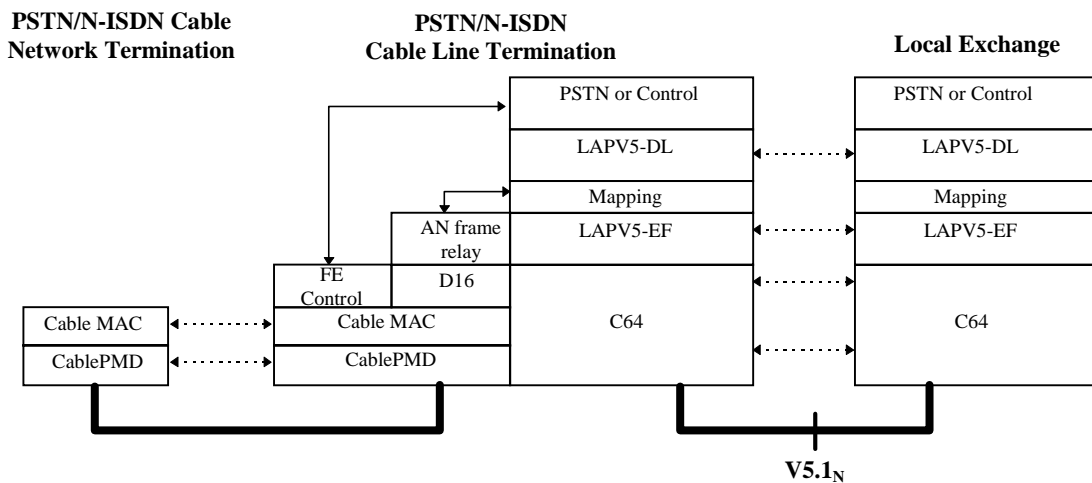 PSTN/N-ISDN Cable
Network Termination
PSTN/N-ISDN
Cable Line Termination
Local Exchange
PSTN or Control
PSTN or Control
LAPV5-DL
LAPV5-DL
Mapping
Mapping
AN frame
relay
LAPV5-EF
LAPV5-EF
FE
Control
D16
C64
C64
Cable MAC
Cable MAC
CablePMD
CablePMD
V5.1N